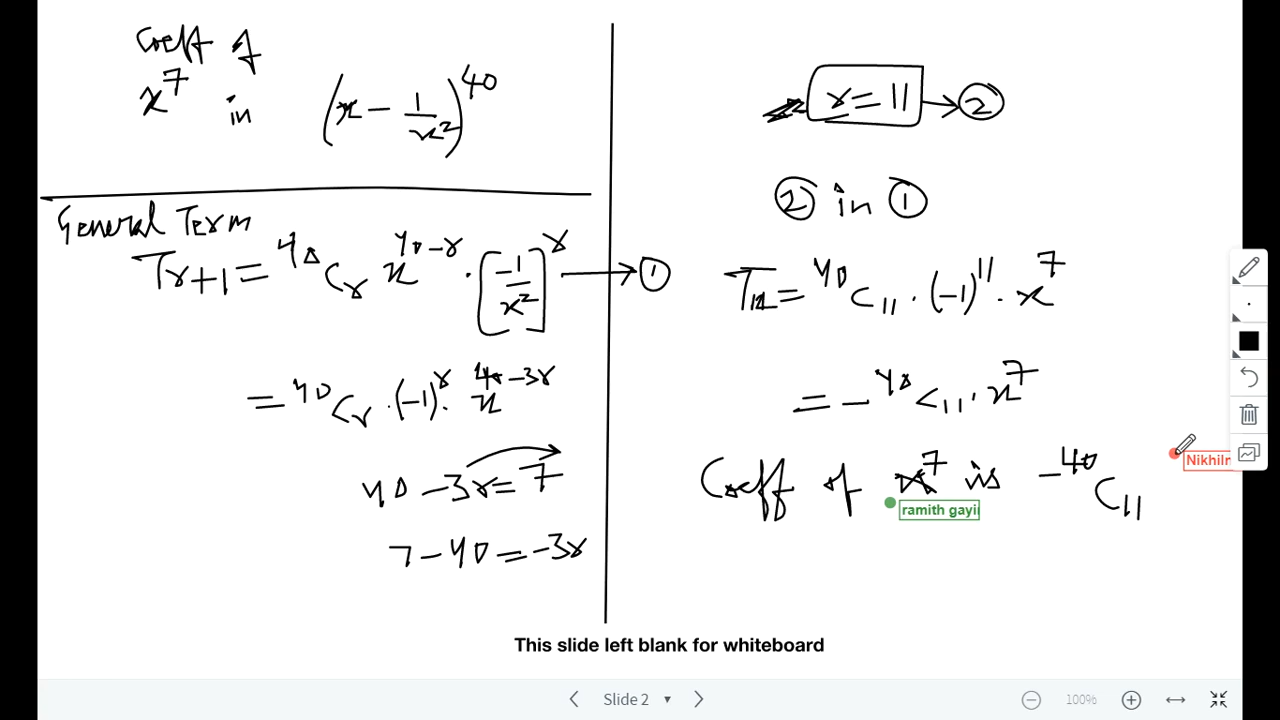 Coeff of
x^7 in (x - 1/x^2)^40
General Term
Tr+1 = ^40Cr x^40-r · [-1/x^2]^r → ①
= ^40Cr · (-1)^r · x^40-3r
40 - 3r = 7
7 - 40 = -3r
r = 11 → ②
② in ①
T12 = ^40C11 · (-1)^11 · x^7
= - ^40C11 · x^7
Coeff of x^7 is - ^40C11
Nikhil
ramith gayi
This slide left blank for whiteboard
Slide 2
100%